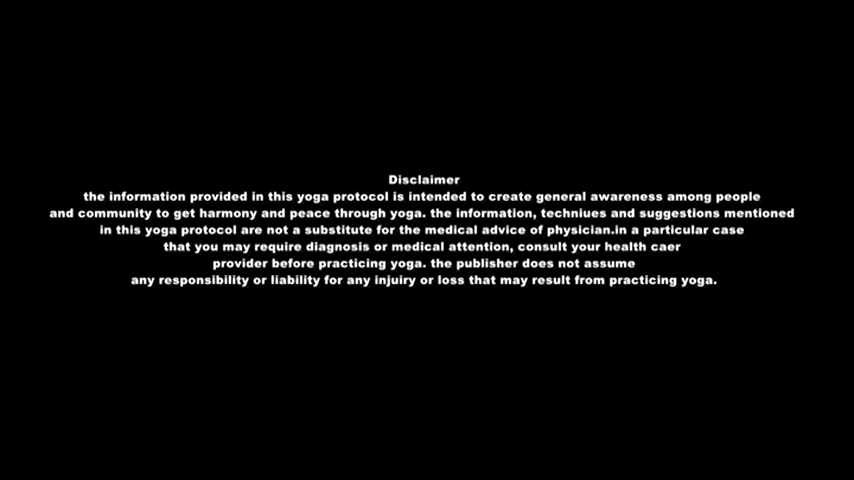 Disclaimer
the information provided in this yoga protocol is intended to create general awareness among people
and community to get harmony and peace through yoga. the information, techniues and suggestions mentioned
in this yoga protocol are not a substitute for the medical advice of physician.in a particular case
that you may require diagnosis or medical attention, consult your health caer
provider before practicing yoga. the publisher does not assume
any responsibility or liability for any injuiry or loss that may result from practicing yoga.